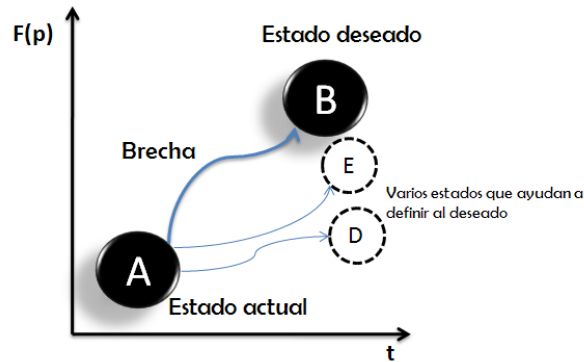 F(p)
Estado deseado
B
Brecha
E
Varios estados que ayudan a
definir al deseado
D
A
Estado actual
t